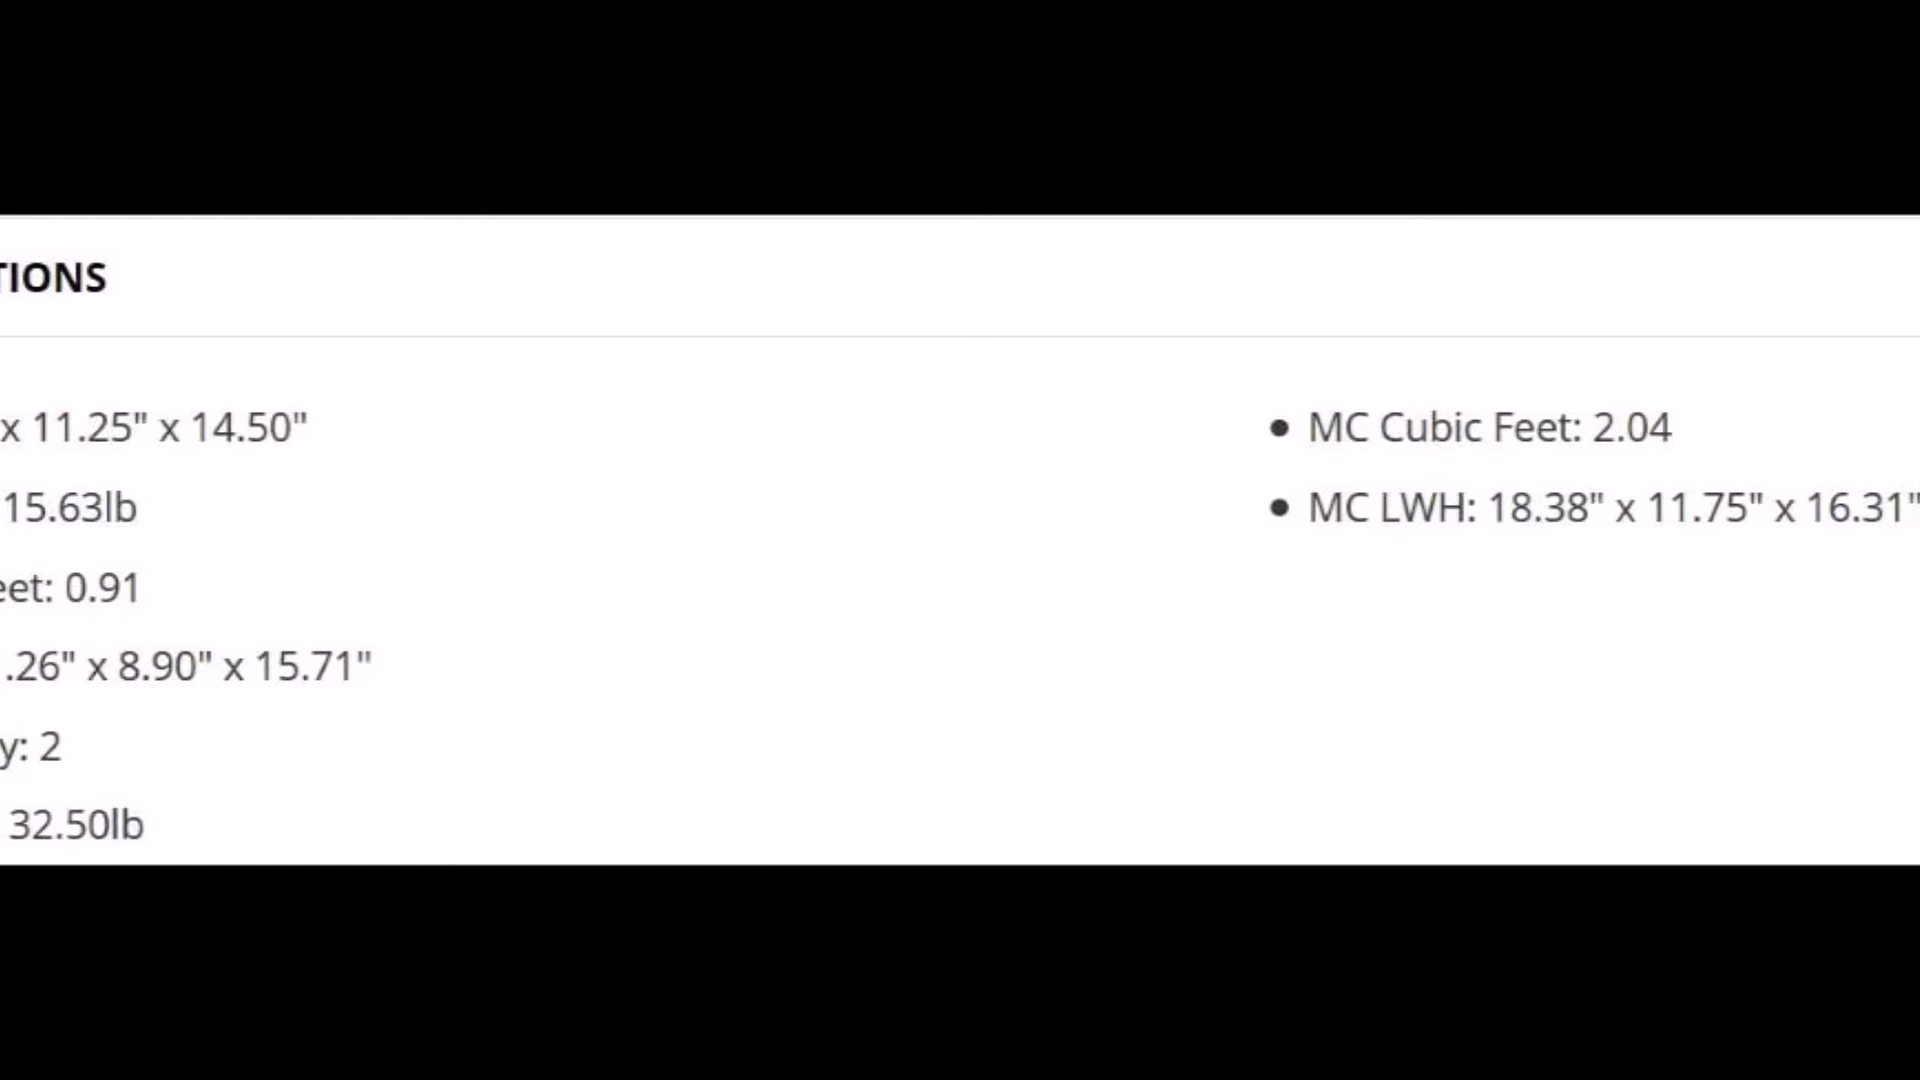 TIONS
x 11.25" x 14.50"
15.63lb
eet: 0.91
.26" x 8.90" x 15.71"
y: 2
32.50lb
• MC Cubic Feet: 2.04
• MC LWH: 18.38" x 11.75" x 16.31"